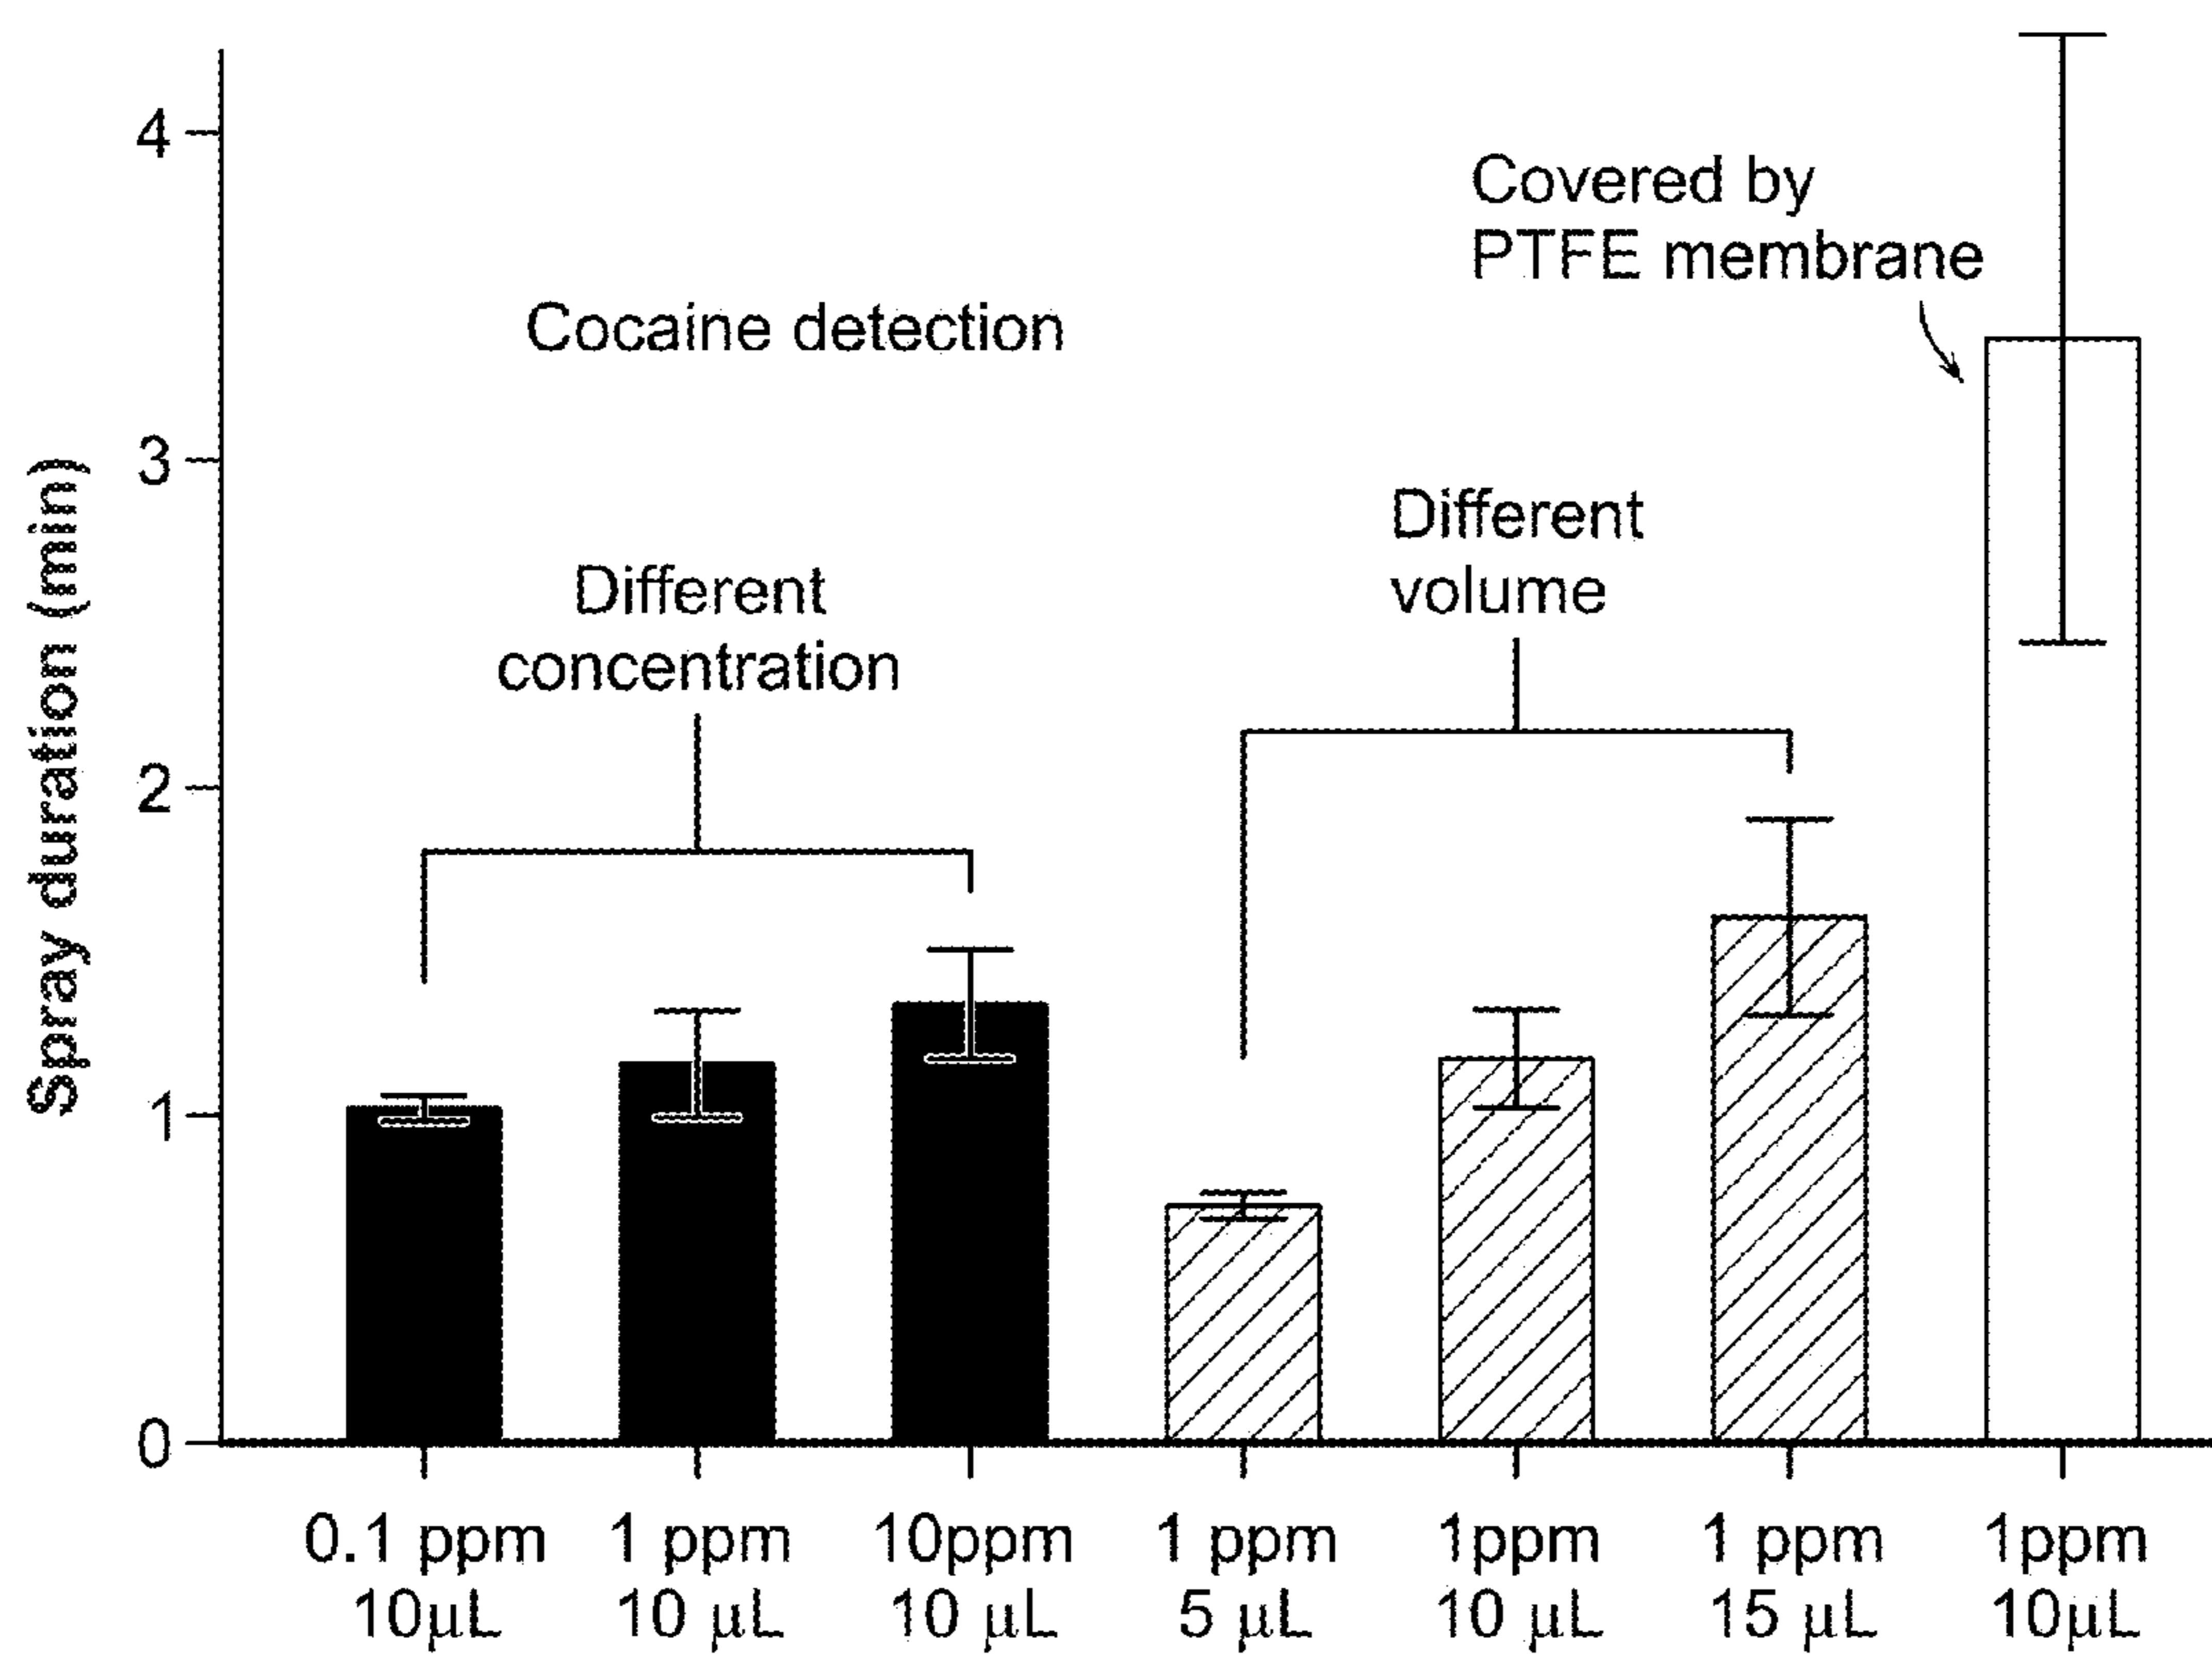 Spray duration (min)
4
3
2
1
0
Cocaine detection
Different
concentration
Different
volume
Covered by
PTFE membrane
0.1 ppm
10μL
1 ppm
10 μL
10ppm
10 μL
1 ppm
5 μL
1ppm
10 μL
1 ppm
15 μL
1ppm
10μL